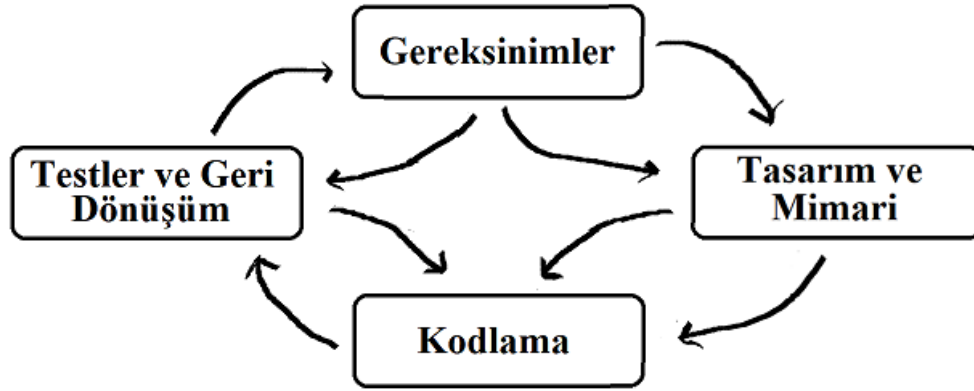 Gereksinimler
Testler ve Geri
Dönüşüm
Tasarım ve
Mimari
Kodlama